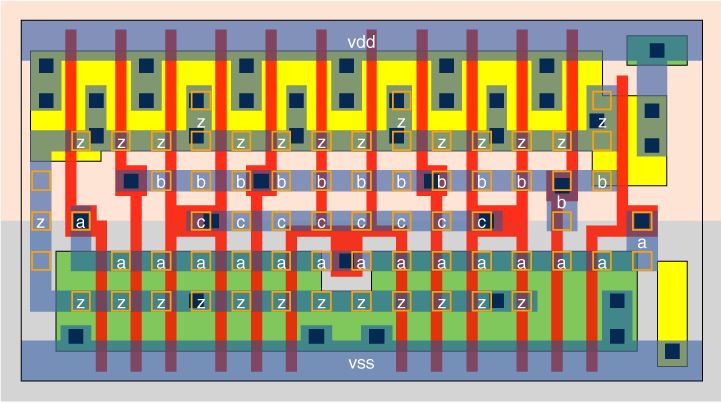 vdd
z z z
z z z z z z z z z z z
b b b b b b b b b b b
b
z a c c c c c c c c
a
a a a a a a a a a a a a a
z z z z z z z z z z z z
vss